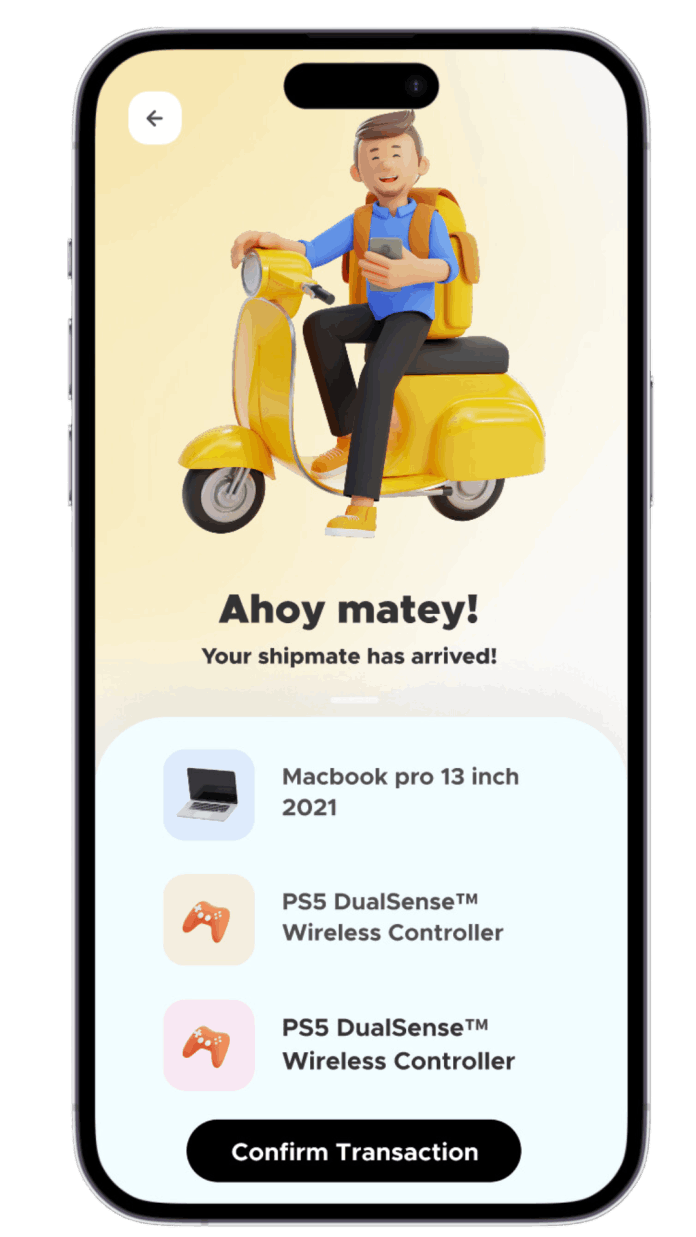 Ahoy matey!
Your shipmate has arrived!
Macbook pro 13 inch
2021
PS5 DualSense™
Wireless Controller
PS5 DualSense™
Wireless Controller
Confirm Transaction